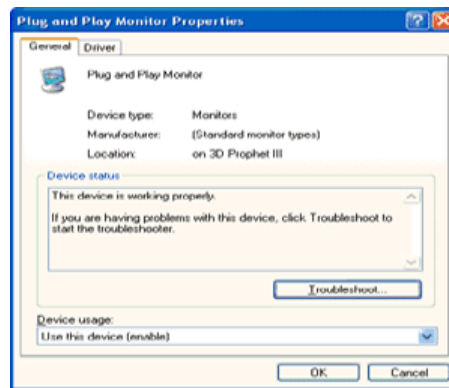 Plug and Play Monitor Properties
General Driver
Plug and Play Monitor
Device type: Monitors
Manufacturer: (Standard monitor types)
Location: on 3D Prophet III
Device status
This device is working properly.
If you are having problems with this device, click Troubleshoot to
start the troubleshooter.
Troubleshoot...
Device usage:
Use this device (enable)
OK Cancel